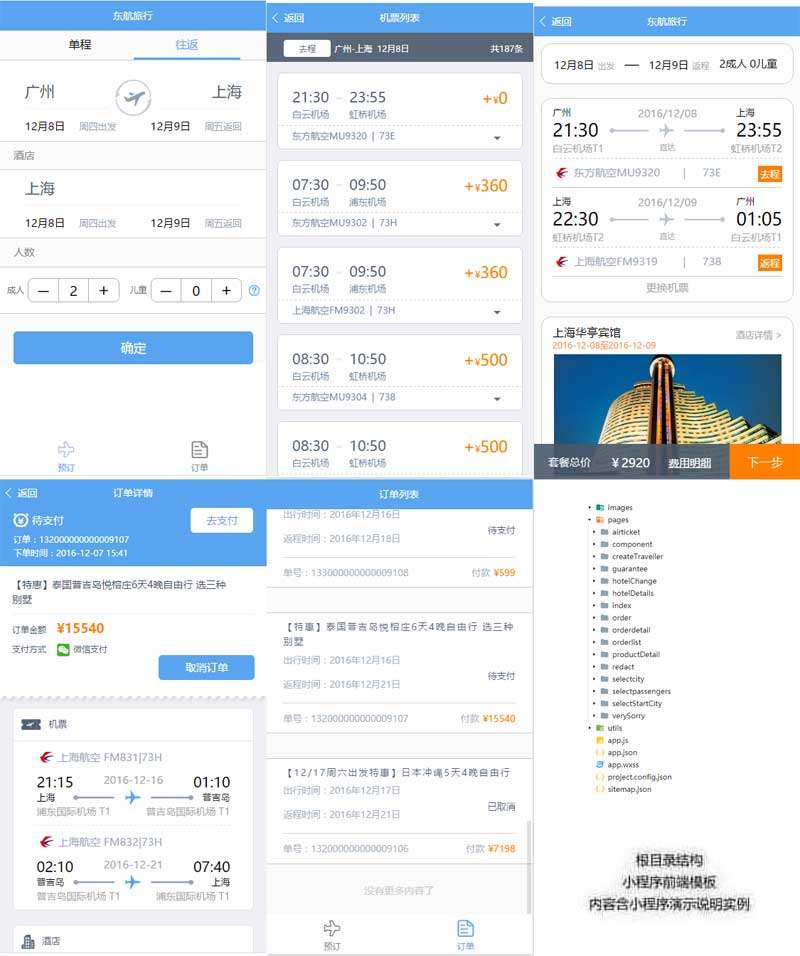 东航旅行
单程 往返
广州 上海
12月8日 周四出发 12月9日 周五返回
酒店
上海
12月8日 周四出发 12月9日 周五返回
人数
成人 — 2 + 儿童 — 0 + ?
确定
预订 订单
返回 机票列表
去程 广州-上海 12月8日 共187条
21:30 - 23:55 +¥0
白云机场 虹桥机场
东方航空MU9320 | 73E
07:30 - 09:50 +¥360
白云机场 浦东机场
东方航空MU9302 | 73H
07:30 - 09:50 +¥360
白云机场 浦东机场
上海航空FM9302 | 73H
08:30 - 10:50 +¥500
白云机场 虹桥机场
东方航空MU9304 | 738
08:30 - 10:50 +¥500
白云机场 虹桥机场
返回 东航旅行
12月8日 出发 — 12月9日 返程 2成人 0儿童
广州 2016/12/08 上海
21:30 23:55
白云机场T1 直达 虹桥机场T2
东方航空MU9320 | 73E 去程
上海 2016/12/09 广州
22:30 01:05
虹桥机场T2 直达 白云机场T1
上海航空FM9319 | 738 返程
更换机票
上海华亭宾馆 酒店详情 >
2016-12-08至2016-12-09
套餐总价 ¥ 2920 费用明细 下一步
返回 订单详情
待支付 去支付
订单：132000000000009107
下单时间：2016-12-07 15:41
【特惠】泰国普吉岛悦榕庄6天4晚自由行 选三种
别墅
订单金额 ¥15540
支付方式 微信支付
取消订单
机票
上海航空 FM831|73H
21:15 2016-12-16 01:10
上海 普吉岛
浦东国际机场 T1 普吉岛国际机场 T1
上海航空 FM832|73H
02:10 2016-12-21 07:40
普吉岛 上海
普吉岛国际机场 T1 浦东国际机场 T1
酒店
订单列表
出行时间：2016年12月16日
待支付
返程时间：2016年12月18日
单号：133000000000009108 付款 ¥599
【特惠】泰国普吉岛悦榕庄6天4晚自由行 选三种
别墅
出行时间：2016年12月16日
待支付
返程时间：2016年12月21日
单号：132000000000009107 付款 ¥15540
【12/17周六出发特惠】日本冲绳5天4晚自由行
出行时间：2016年12月17日
已取消
返程时间：2016年12月21日
单号：132000000000009106 付款 ¥7198
没有更多内容了
预订 订单
images
pages
airticket
component
createTraveller
guarantee
hotelChange
hotelDetails
index
order
orderdetail
orderlist
productDetail
redact
selectcity
selectpassengers
selectStartCity
verySorry
utils
app.js
app.json
app.wxss
project.config.json
sitemap.json
根目录结构
小程序前端模板
内容含小程序演示说明实例